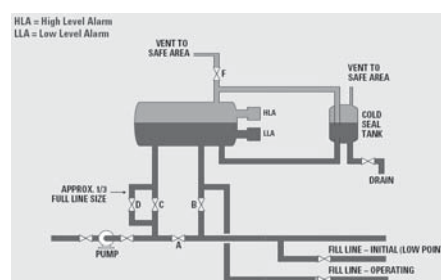 HLA = High Level Alarm
LLA = Low Level Alarm
VENT TO
SAFE AREA
VENT TO
SAFE AREA
F
HLA
LLA
COLD
SEAL
TANK
DRAIN
APPROX. 1/3
FULL LINE SIZE
D
C
B
A
PUMP
FILL LINE – INITIAL (LOW POINT
FILL LINE – OPERATING